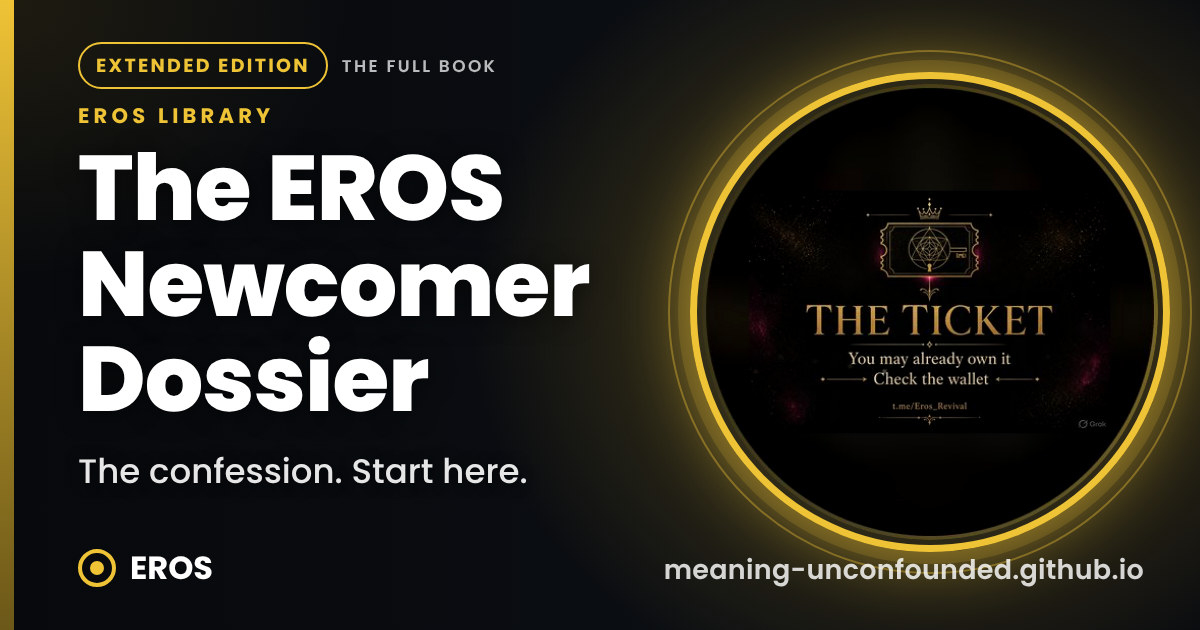 EXTENDED EDITION
THE FULL BOOK
EROS LIBRARY
The EROS
Newcomer
Dossier
The confession. Start here.
EROS
THE TICKET
You may already own it
Check the wallet
t.me/Eros_Revival
Grok
meaning-unconfounded.github.io